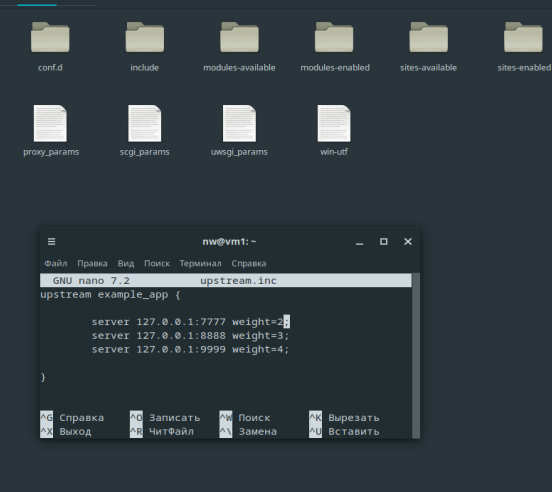 conf.d include modules-available modules-enabled sites-available sites-enabled
proxy_params scgi_params uwsgi_params win-utf
nw@vm1: ~
Файл Правка Вид Поиск Терминал Справка
GNU nano 7.2 upstream.inc
upstream example_app {
server 127.0.0.1:7777 weight=2;
server 127.0.0.1:8888 weight=3;
server 127.0.0.1:9999 weight=4;
}
^G Справка ^O Записать ^W Поиск ^K Вырезать
^X Выход ^R ЧитФайл ^\ Замена ^U Вставить